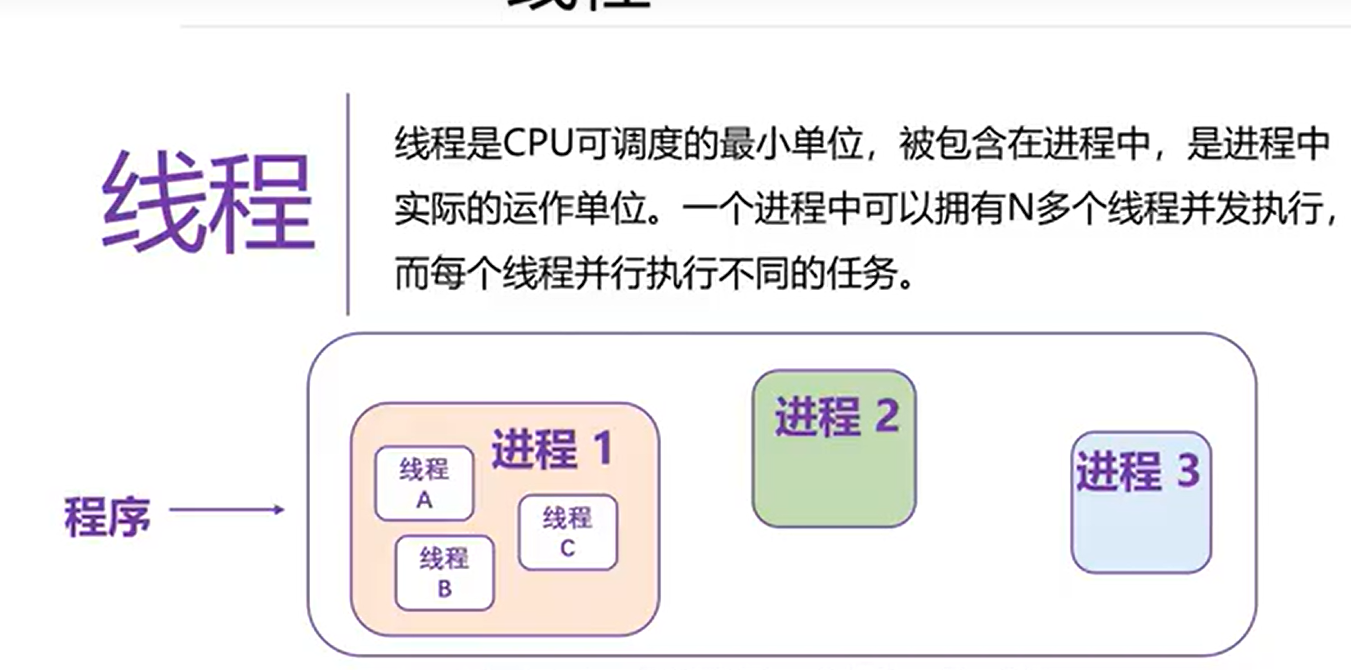 线程
线程
线程是CPU可调度的最小单位，被包含在进程中，是进程中
实际的运作单位。一个进程中可以拥有N多个线程并发执行，
而每个线程并行执行不同的任务。
程序
进程 1
线程
A
线程
B
线程
C
进程 2
进程 3